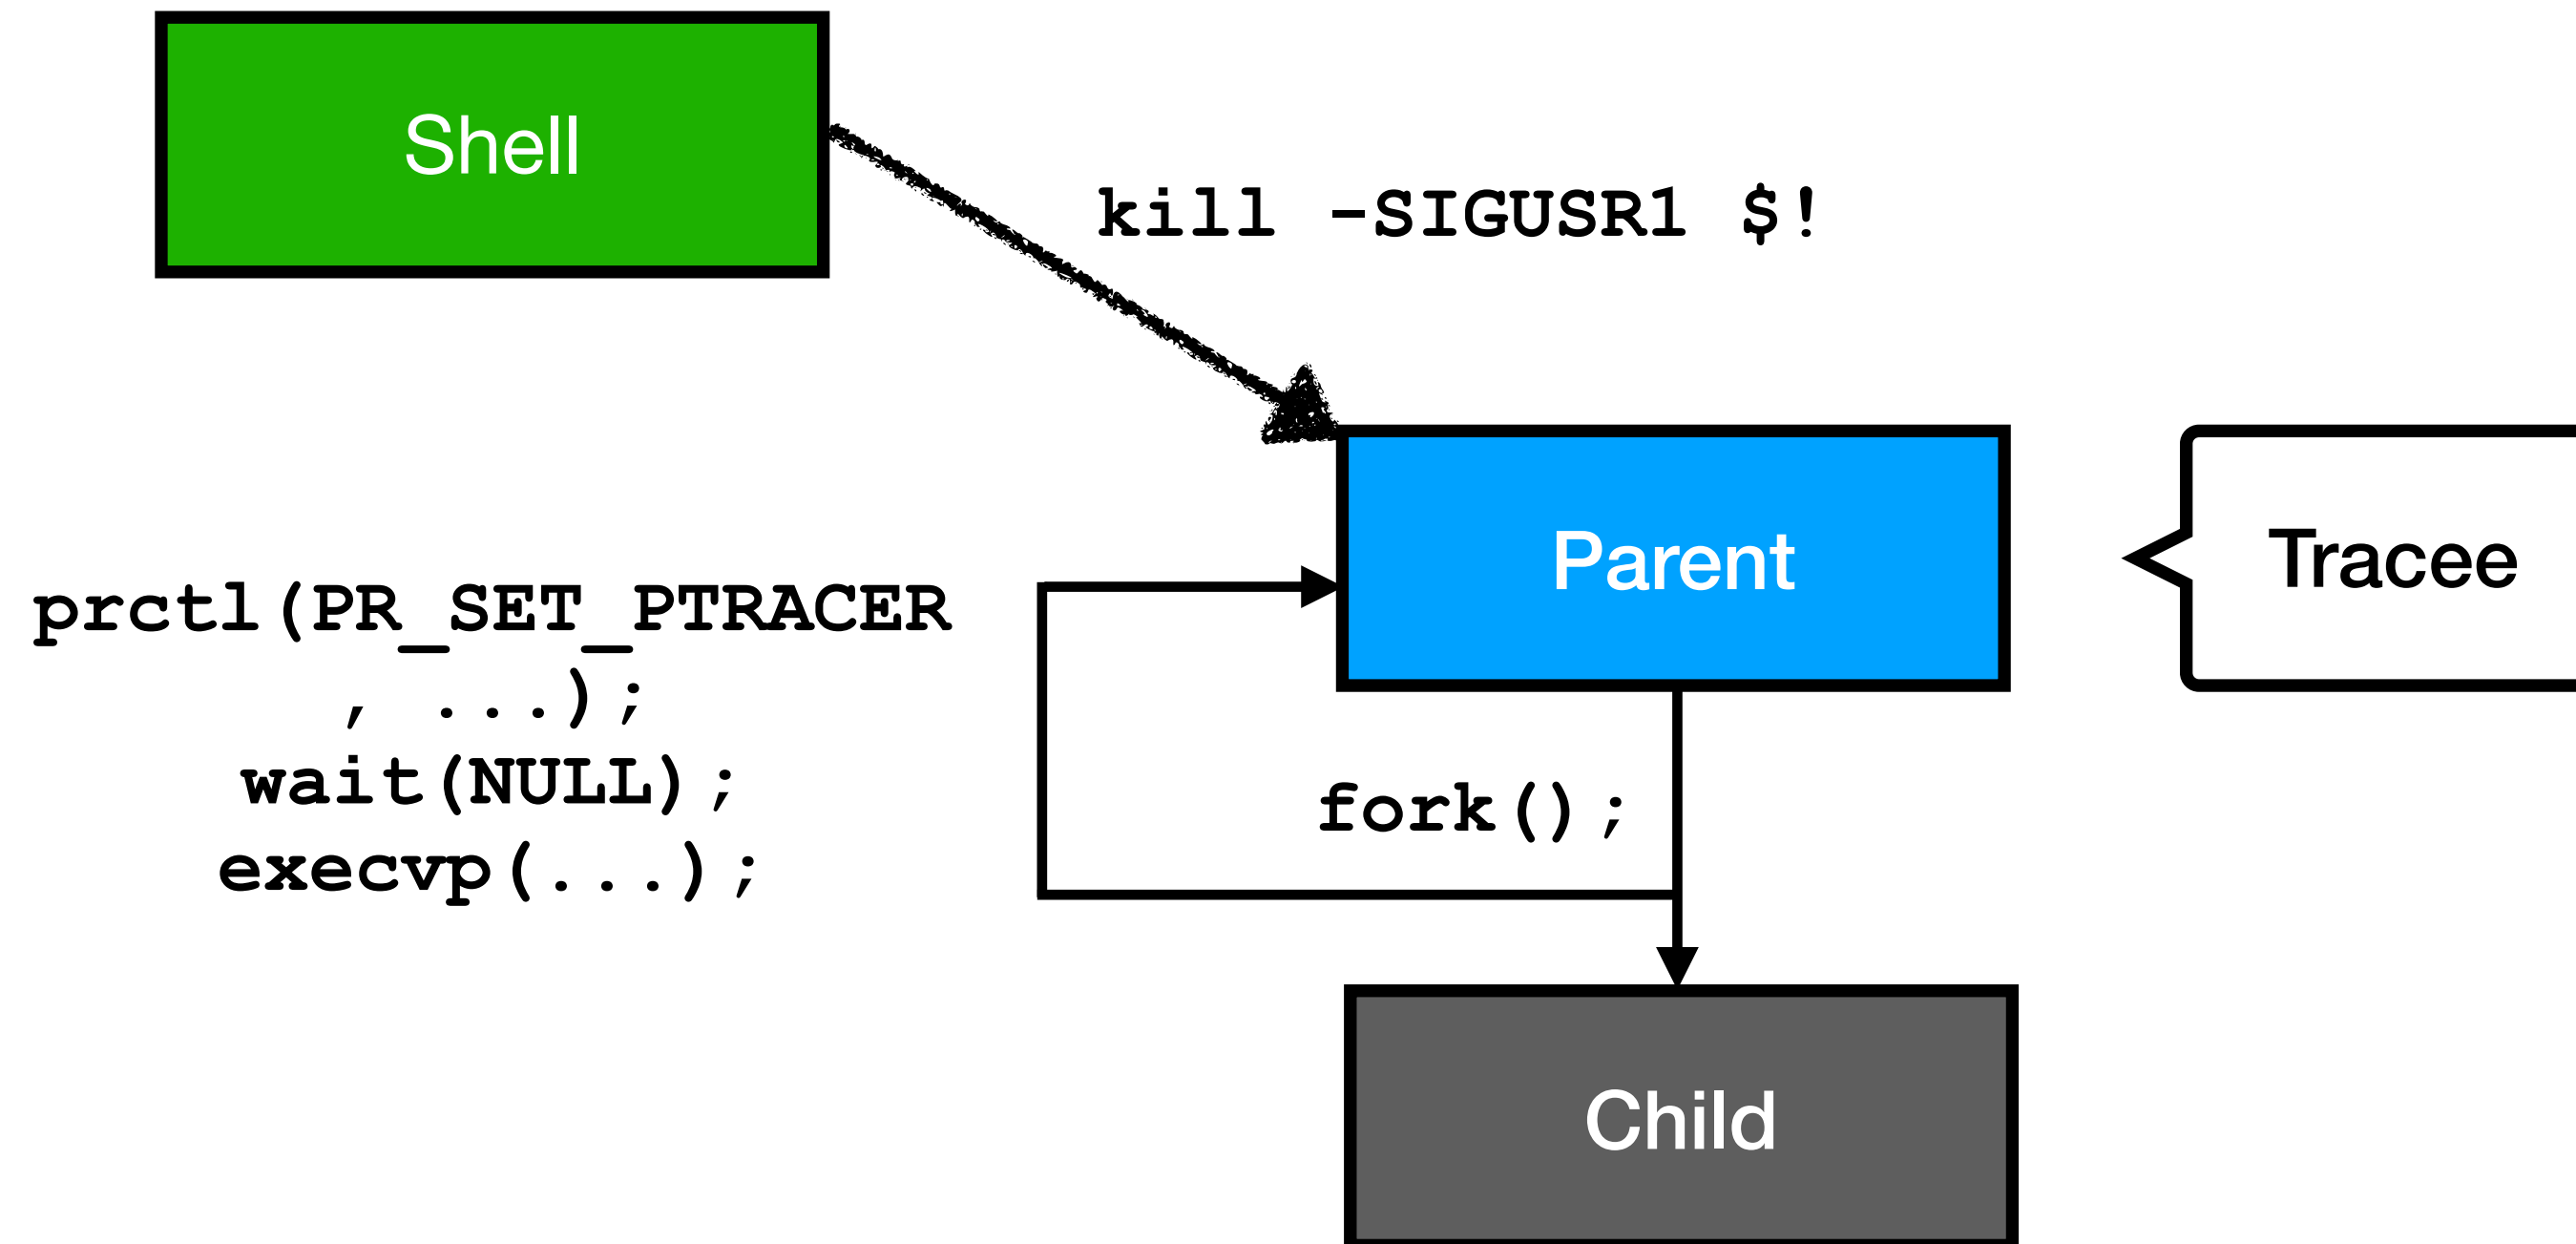 Shell
kill -SIGUSR1 $!
Parent
Tracee
prctl(PR_SET_PTRACER
, ...);
wait(NULL);
execvp(...);
fork();
Child